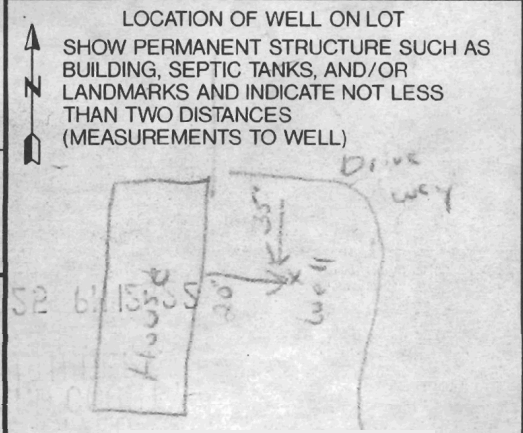 LOCATION OF WELL ON LOT
SHOW PERMANENT STRUCTURE SUCH AS
BUILDING, SEPTIC TANKS, AND/OR
LANDMARKS AND INDICATE NOT LESS
THAN TWO DISTANCES
(MEASUREMENTS TO WELL)
N
Drive
way
35'
House
20'
x
well